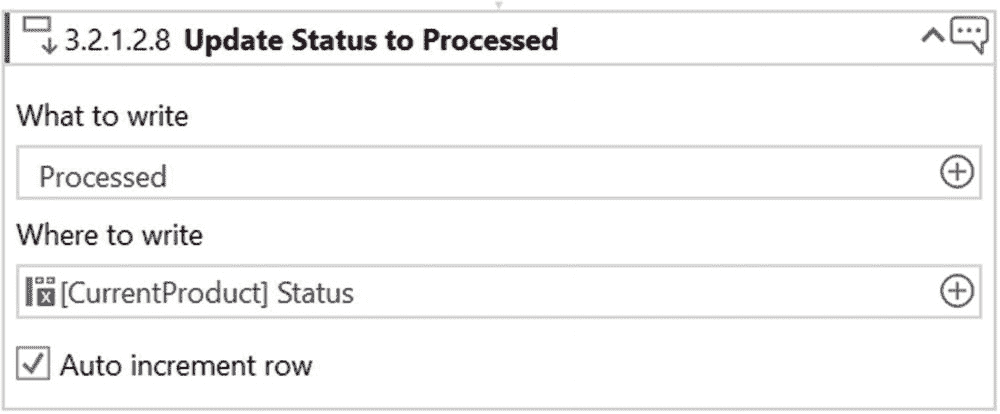 3.2.1.2.8 Update Status to Processed
What to write
Processed
Where to write
[CurrentProduct] Status
Auto increment row